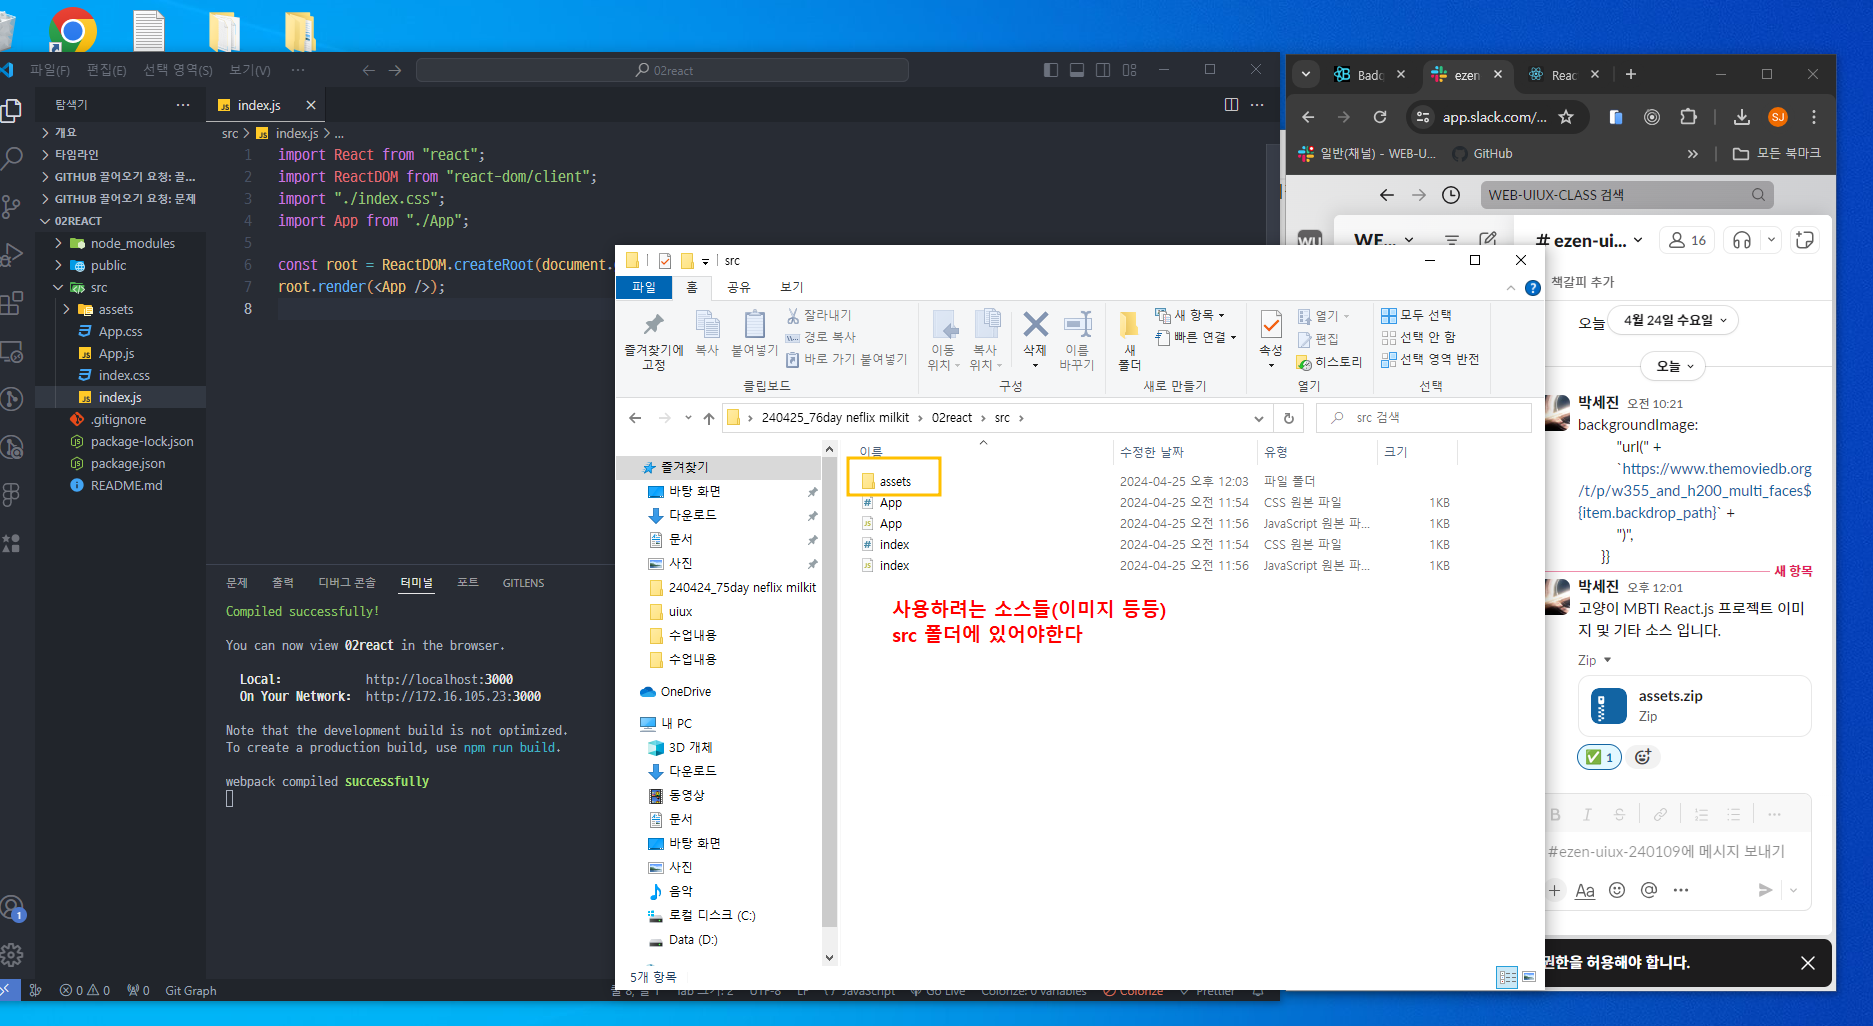 파일(F) 편집(E) 선택 영역(S) 보기(V) ···
02react
탐색기
개요
타임라인
GITHUB 끌어오기 요청: 끌...
GITHUB 끌어오기 요청: 문제
02REACT
node_modules
public
src
assets
App.css
App.js
index.css
index.js
.gitignore
package-lock.json
package.json
README.md
index.js
src > index.js > ...
1 import React from "react";
2 import ReactDOM from "react-dom/client";
3 import "./index.css";
4 import App from "./App";
5
6 const root = ReactDOM.createRoot(document.
7 root.render(<App />);
8
문제 출력 디버그 콘솔 터미널 포트 GITLENS
Compiled successfully!
You can now view 02react in the browser.
Local: http://localhost:3000
On Your Network: http://172.16.105.23:3000
Note that the development build is not optimized.
To create a production build, use npm run build.
webpack compiled successfully
1
0 0 0 Git Graph
JavaScript Go Live Colorize: 0 variables Colorize Prettier
src
파일 홈 공유 보기
즐겨찾기에 고정
복사
붙여넣기
잘라내기
경로 복사
바로 가기 붙여넣기
클립보드
이동 위치
복사 위치
삭제
이름 바꾸기
구성
새 폴더
새 항목
빠른 연결
새로 만들기
속성
열기
편집
히스토리
열기
모두 선택
선택 안 함
선택 영역 반전
선택
240425_76day neflix milkit > 02react > src >
src 검색
즐겨찾기
바탕 화면
다운로드
문서
사진
240424_75day neflix milkit
uiux
수업내용
수업내용
OneDrive
내 PC
3D 개체
다운로드
동영상
문서
바탕 화면
사진
음악
로컬 디스크 (C:)
Data (D:)
5개 항목
이름 수정한 날짜 유형 크기
assets 2024-04-25 오후 12:03 파일 폴더
App 2024-04-25 오전 11:54 CSS 원본 파일 1KB
App 2024-04-25 오전 11:56 JavaScript 원본 파... 1KB
index 2024-04-25 오전 11:54 CSS 원본 파일 1KB
index 2024-04-25 오전 11:56 JavaScript 원본 파... 1KB
사용하려는 소스들(이미지 등등)
src 폴더에 있어야한다
ezen
Reac
app.slack.com/...
SJ
일반(채널) - WEB-U... GitHub » 모든 북마크
WEB-UIUX-CLASS 검색
WE...
# ezen-ui...
16
책갈피 추가
오늘 4월 24일 수요일
오늘
박세진 오전 10:21
backgroundImage:
"url(" +
`https://www.themoviedb.org
/t/p/w355_and_h200_multi_faces$
{item.backdrop_path}` +
")",
}}
새 항목
박세진 오후 12:01
고양이 MBTI React.js 프로젝트 이미
지 및 기타 소스 입니다.
Zip
assets.zip
Zip
1
B I S
#ezen-uiux-240109에 메시지 보내기
+ Aa @ ···
권한을 허용해야 합니다.